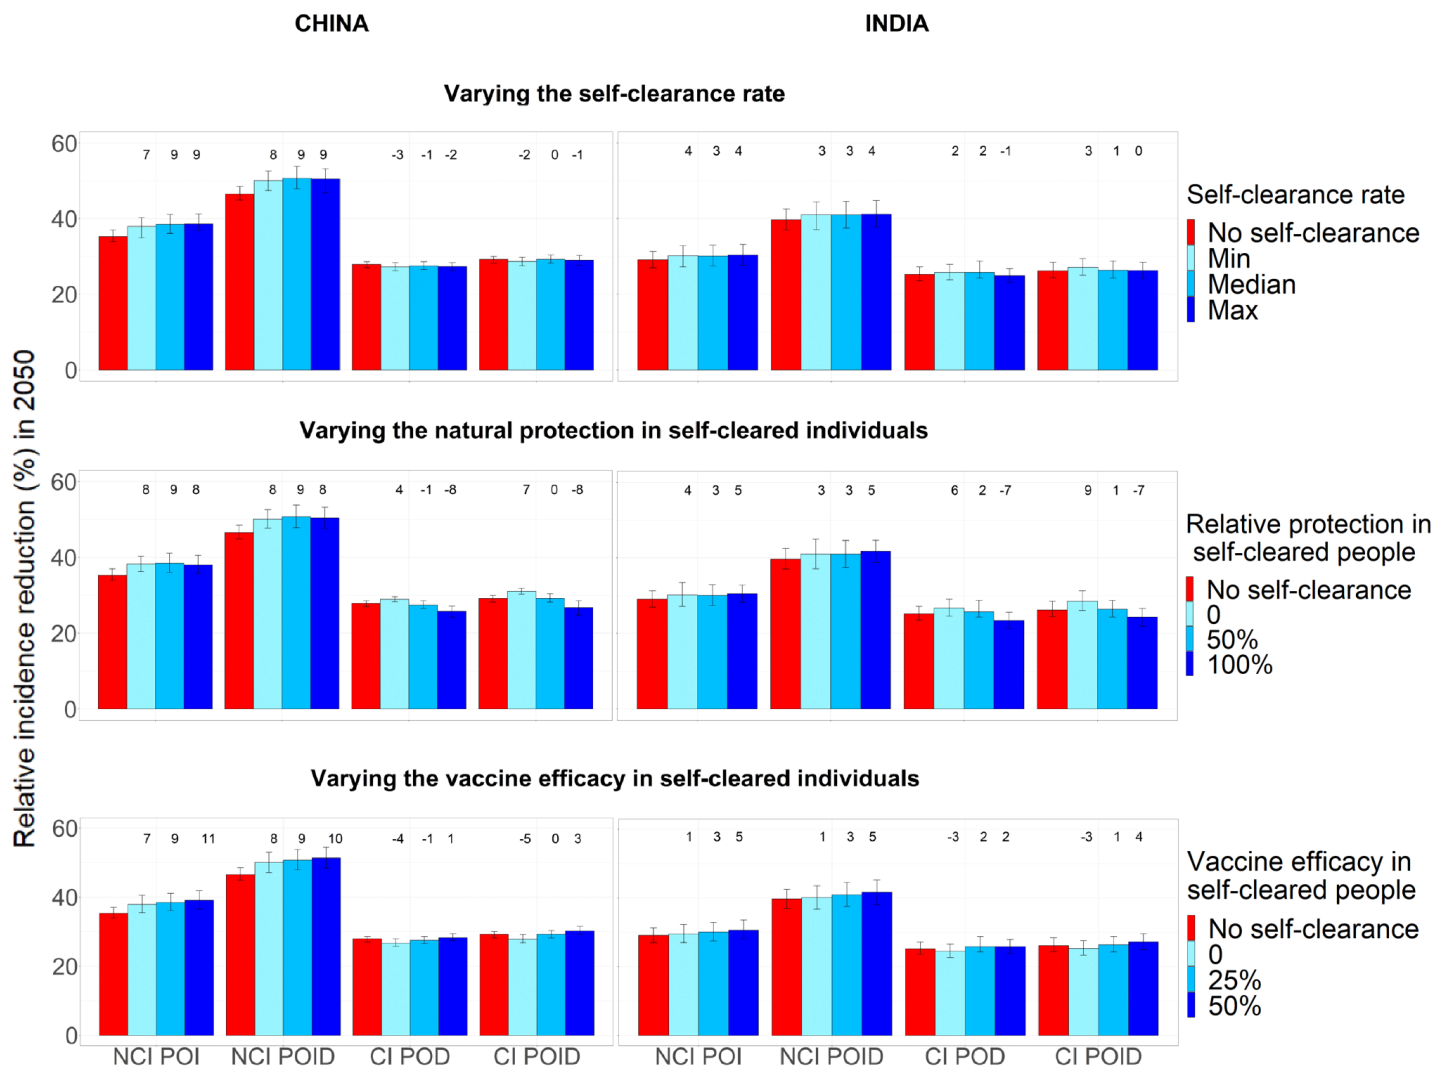 CHINA
INDIA
Varying the self-clearance rate
Relative incidence reduction (%) in 2050
60
40
20
0
7 9 9 8 9 9 -3 -1 -2 -2 0 -1
4 3 4 3 3 4 2 2 -1 3 1 0
Self-clearance rate
No self-clearance
Min
Median
Max
Varying the natural protection in self-cleared individuals
60
40
20
0
8 9 8 8 9 8 4 -1 -8 7 0 -8
4 3 5 3 3 5 6 2 -7 9 1 -7
Relative protection in
self-cleared people
No self-clearance
0
50%
100%
Varying the vaccine efficacy in self-cleared individuals
60
40
20
0
7 9 11 8 9 10 -4 -1 1 -5 0 3
1 3 5 1 3 5 -3 2 2 -3 1 4
Vaccine efficacy in
self-cleared people
No self-clearance
0
25%
50%
NCI POI NCI POID CI POD CI POID
NCI POI NCI POID CI POD CI POID